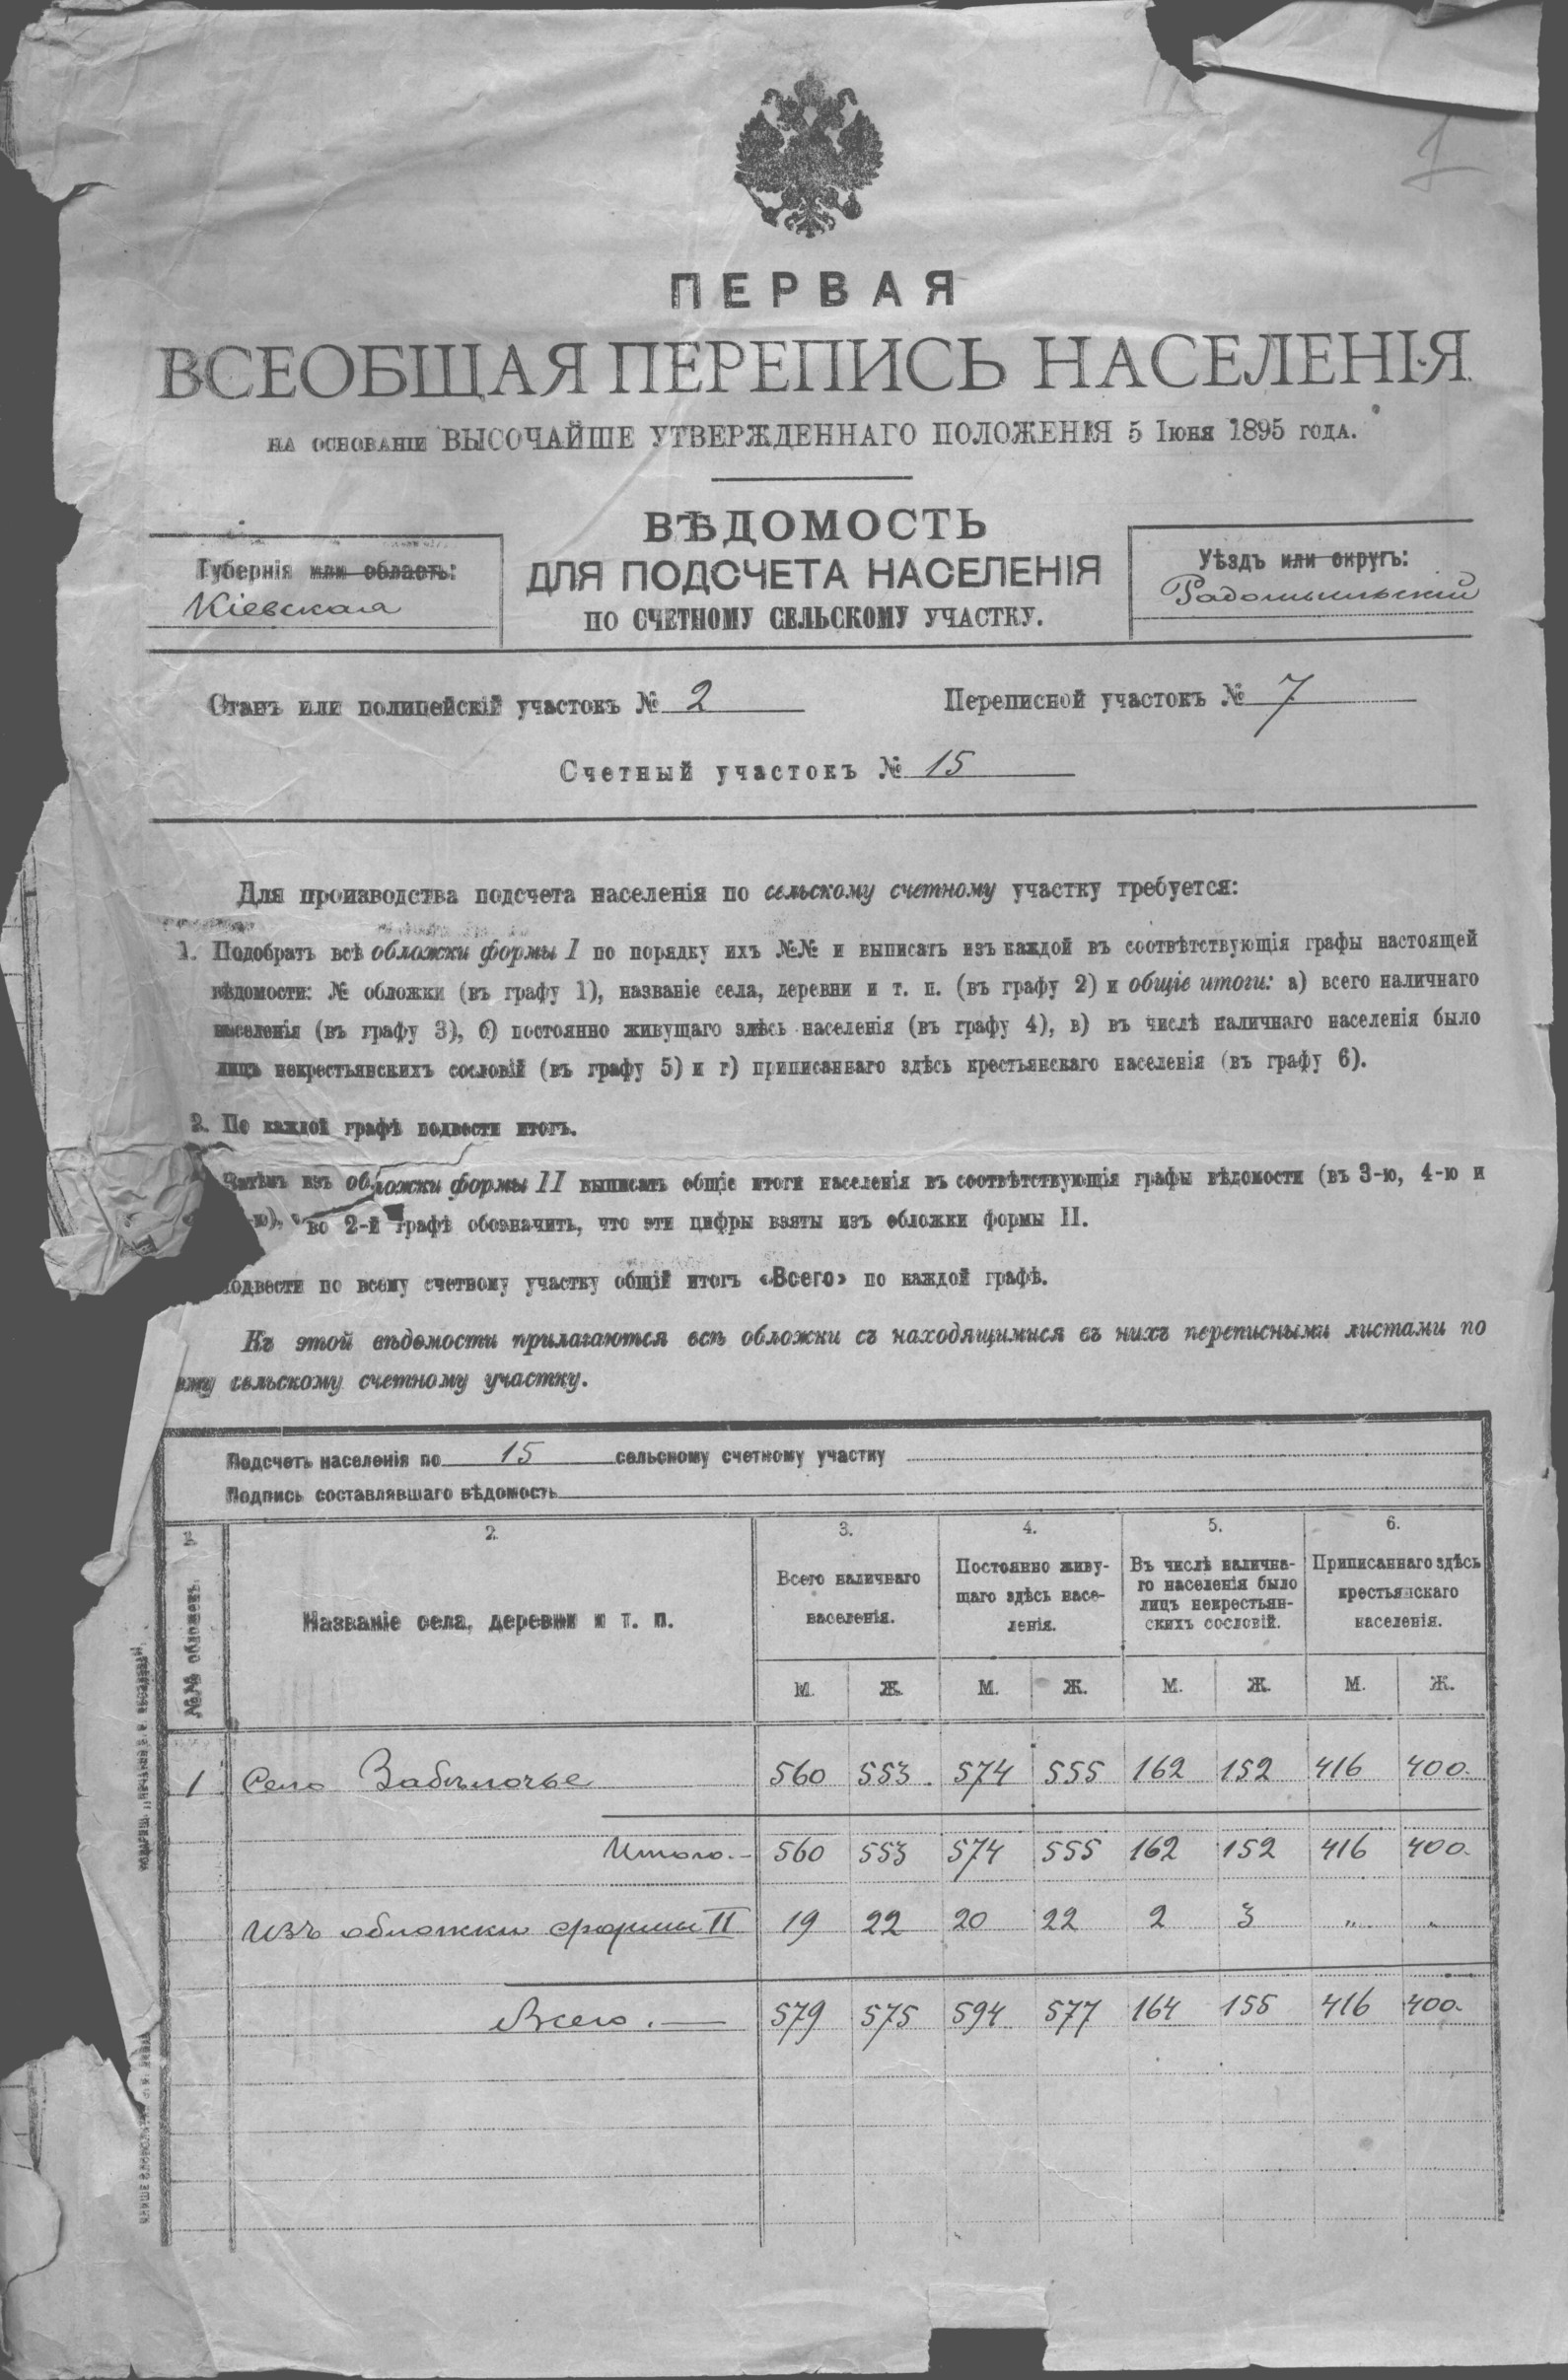 1
ПЕРВАЯ
ВСЕОБЩАЯ ПЕРЕПИСЬ НАСЕЛЕНІЯ
НА ОСНОВАНІИ ВЫСОЧАЙШЕ УТВЕРЖДЕННАГО ПОЛОЖЕНІЯ 5 Іюня 1895 ГОДА.
ВѢДОМОСТЬ
ДЛЯ ПОДСЧЕТА НАСЕЛЕНІЯ
ПО СЧЕТНОМУ СЕЛЬСКОМУ УЧАСТКУ.
Губернія или область:
Кіевская
Уѣздъ или округъ:
Радомысльскій
Станъ или полицейскій участокъ № 2
Переписной участокъ № 7
Счетный участокъ № 15
Для производства подсчета населенія по сельскому счетному участку требуется:
1. Подобрать всѣ обложки формы I по порядку ихъ №№ и выписать изъ каждой въ соотвѣтствующія графы настоящей
вѣдомости: № обложки (въ графу 1), названіе села, деревни и т. п. (въ графу 2) и общіе итоги: а) всего наличнаго
населенія (въ графу 3), б) постоянно живущаго здѣсь населенія (въ графу 4), в) въ числѣ наличнаго населенія было
лицъ некрестьянскихъ сословій (въ графу 5) и г) приписаннаго здѣсь крестьянскаго населенія (въ графу 6).
2. По каждой графѣ подвести итогъ.
Затѣмъ изъ обложки формы II выписать общіе итоги населенія въ соотвѣтствующія графы вѣдомости (въ 3-ю, 4-ю и
-ю), во 2-й графѣ обозначить, что эти цифры взяты изъ обложки формы II.
Подвести по всему счетному участку общій итогъ «Всего» по каждой графѣ.
Къ этой вѣдомости прилагаются всѣ обложки съ находящимися въ нихъ переписными листами по
сельскому счетному участку.
Подсчетъ населенія по 15 сельскому счетному участку
Подпись составлявшаго вѣдомость
1 2. 3. 4. 5. 6.
№№ обложекъ.
Названіе села, деревни и т. п.
Всего наличнаго населенія.
Постоянно живущаго здѣсь населенія.
Въ числѣ наличнаго населенія было лицъ некрестьянскихъ сословій.
Приписаннаго здѣсь крестьянскаго населенія.
М. Ж. М. Ж. М. Ж. М. Ж.
1 Село Забѣлочье 560 553 574 555 162 152 416 400
Итого. 560 553 574 555 162 152 416 400
Изъ обложки формы II 19 22 20 22 2 3 " "
Всего. 579 575 594 577 164 155 416 400